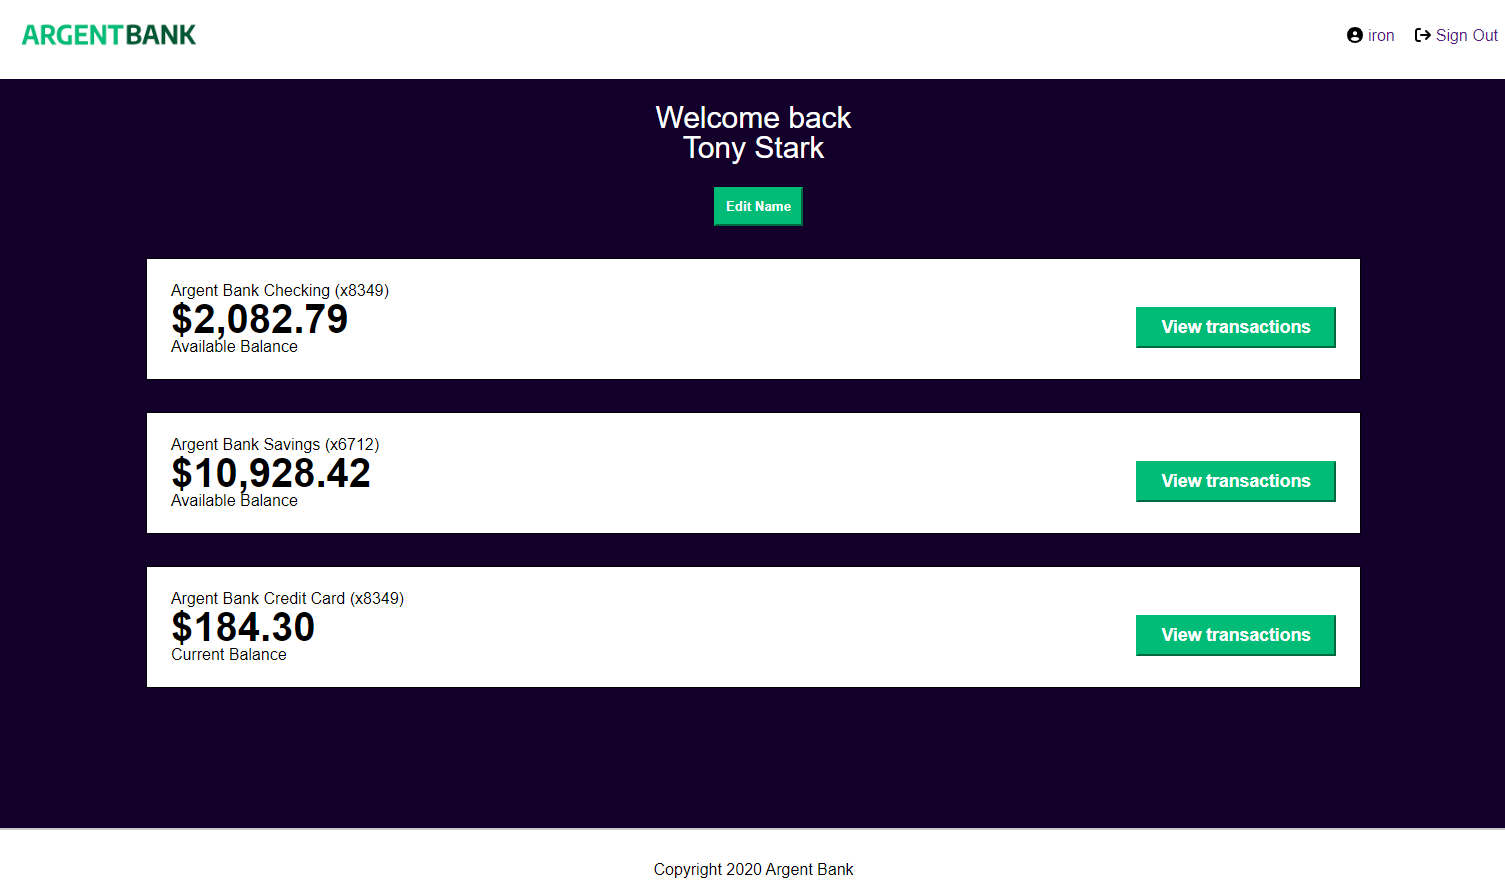 ARGENTBANK
iron Sign Out
Welcome back
Tony Stark
Edit Name
Argent Bank Checking (x8349)
$2,082.79
Available Balance
View transactions
Argent Bank Savings (x6712)
$10,928.42
Available Balance
View transactions
Argent Bank Credit Card (x8349)
$184.30
Current Balance
View transactions
Copyright 2020 Argent Bank